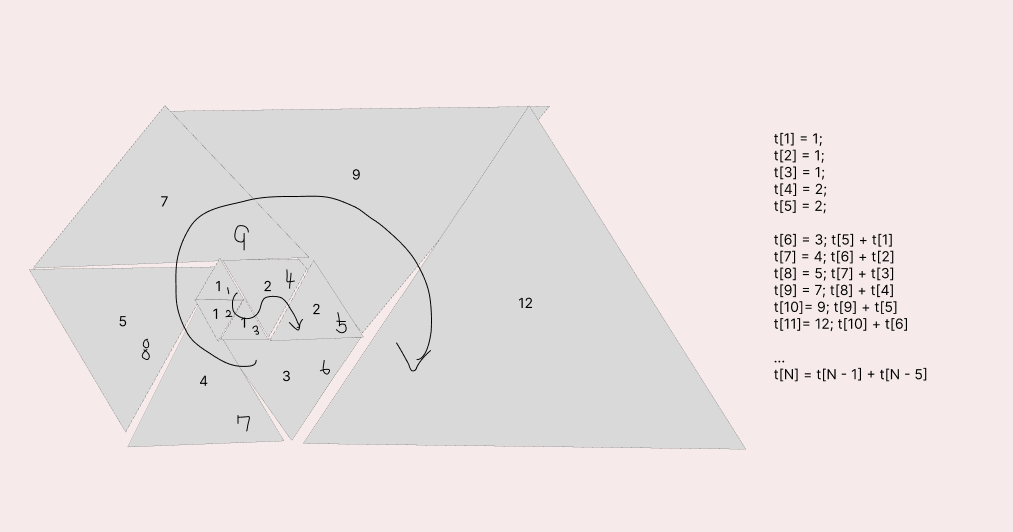 9
7
9
1
1
2
4
1
2
1
3
2
5
12
5
8
3
6
4
7
t[1] = 1;
t[2] = 1;
t[3] = 1;
t[4] = 2;
t[5] = 2;
t[6] = 3; t[5] + t[1]
t[7] = 4; t[6] + t[2]
t[8] = 5; t[7] + t[3]
t[9] = 7; t[8] + t[4]
t[10]= 9; t[9] + t[5]
t[11]= 12; t[10] + t[6]
...
t[N] = t[N - 1] + t[N - 5]